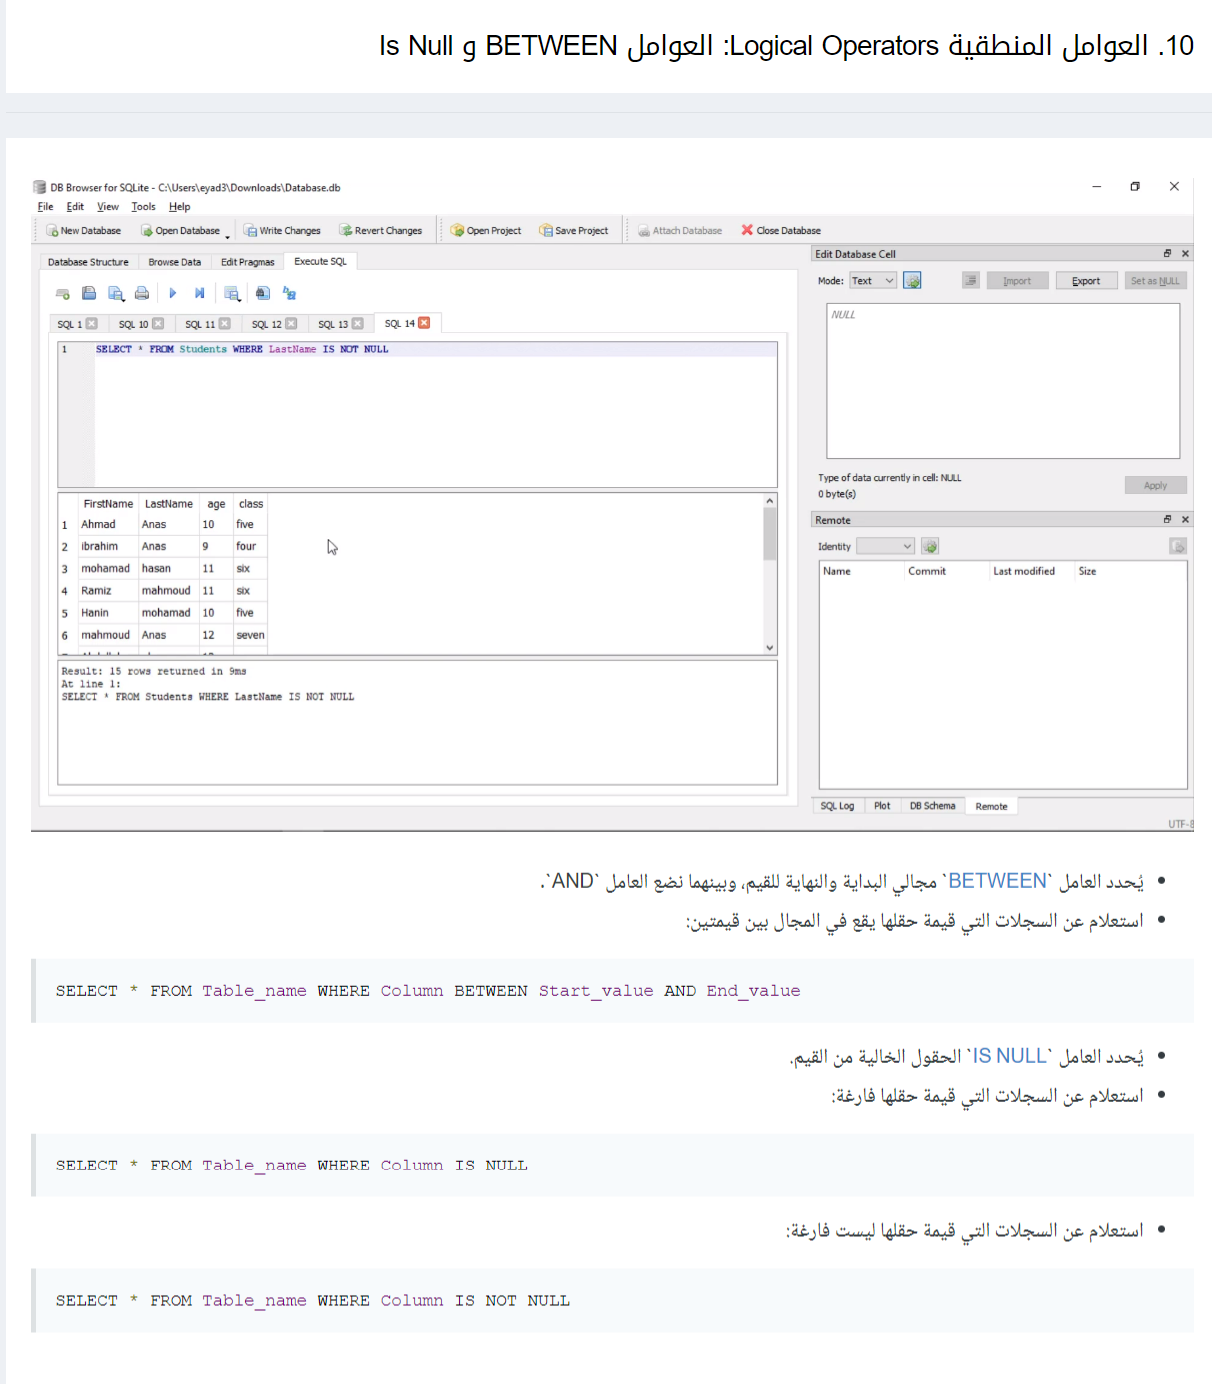 10. العوامل المنطقية Logical Operators: العوامل BETWEEN و Is Null
DB Browser for SQLite - C:\Users\eyad3\Downloads\Database.db
File Edit View Tools Help
New Database Open Database Write Changes Revert Changes Open Project Save Project Attach Database Close Database
Database Structure Browse Data Edit Pragmas Execute SQL
SQL 1 SQL 10 SQL 11 SQL 12 SQL 13 SQL 14
1 SELECT * FROM Students WHERE LastName IS NOT NULL
FirstName LastName age class
1 Ahmad Anas 10 five
2 ibrahim Anas 9 four
3 mohamad hasan 11 six
4 Ramiz mahmoud 11 six
5 Hanin mohamad 10 five
6 mahmoud Anas 12 seven
Result: 15 rows returned in 9ms
At line 1:
SELECT * FROM Students WHERE LastName IS NOT NULL
Edit Database Cell
Mode: Text Import Export Set as NULL
NULL
Type of data currently in cell: NULL
0 byte(s)
Apply
Remote
Identity
Name Commit Last modified Size
SQL Log Plot DB Schema Remote
UTF-8
• يُحدد العامل `BETWEEN` مجالي البداية والنهاية للقيم، وبينهما نضع العامل `AND`.
• استعلام عن السجلات التي قيمة حقلها يقع في المجال بين قيمتين:
SELECT * FROM Table_name WHERE Column BETWEEN Start_value AND End_value
• يُحدد العامل `IS NULL` الحقول الخالية من القيم.
• استعلام عن السجلات التي قيمة حقلها فارغة:
SELECT * FROM Table_name WHERE Column IS NULL
• استعلام عن السجلات التي قيمة حقلها ليست فارغة:
SELECT * FROM Table_name WHERE Column IS NOT NULL